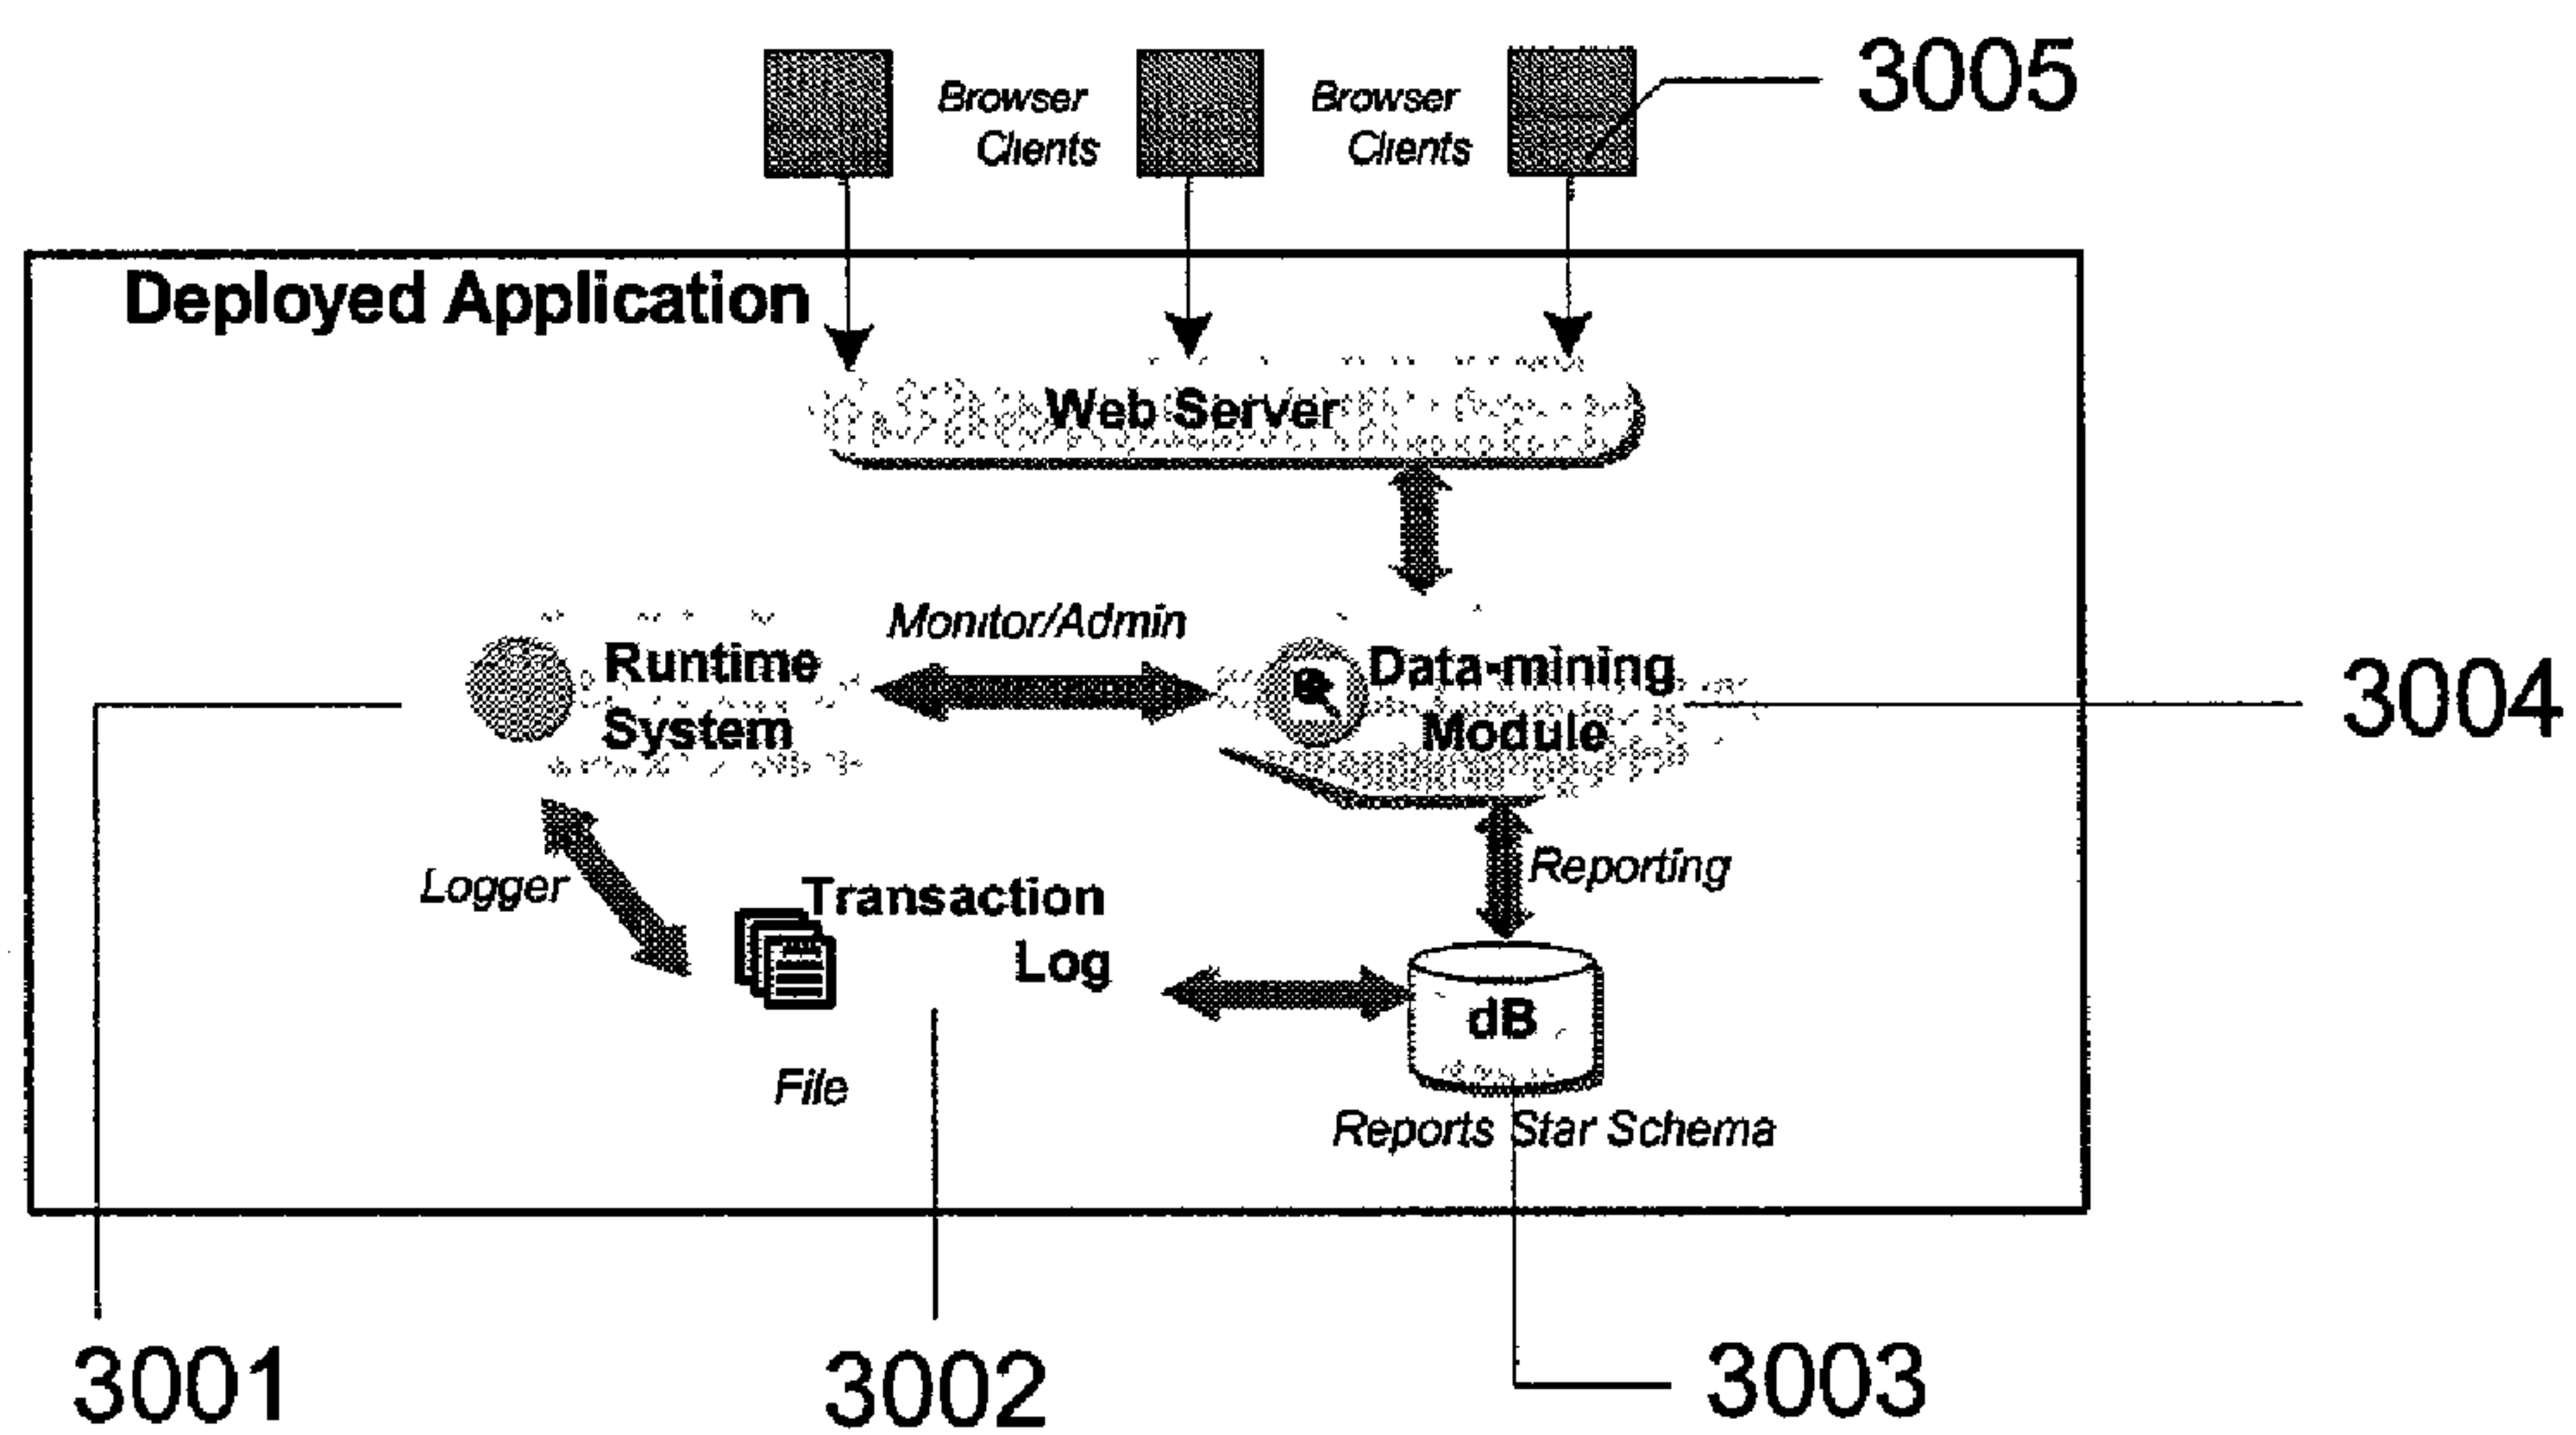 3005
Browser
Clients
Browser
Clients
Deployed Application
Web Server
Monitor/Admin
Runtime
System
Data-mining
Module
3004
Logger
Transaction
Log
Reporting
dB
File
Reports Star Schema
3001
3002
3003